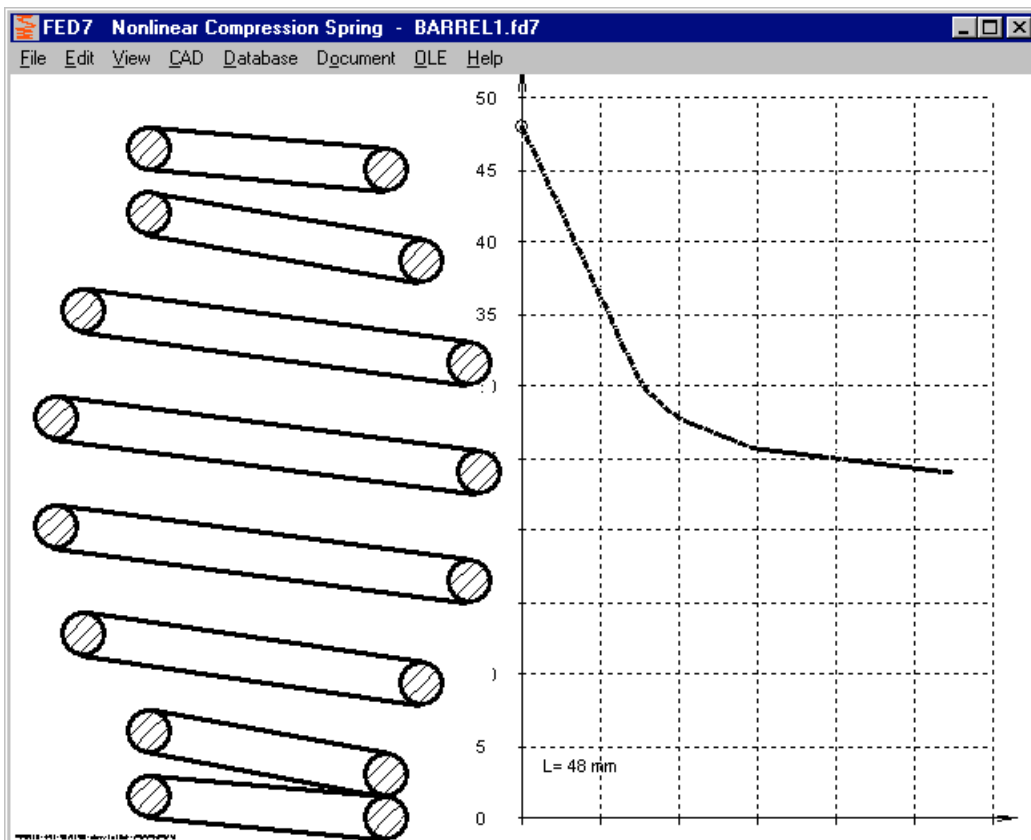 FED7 Nonlinear Compression Spring - BARREL1.fd7
File Edit View CAD Database Document OLE Help
50
45
40
35
5
L= 48 mm
0